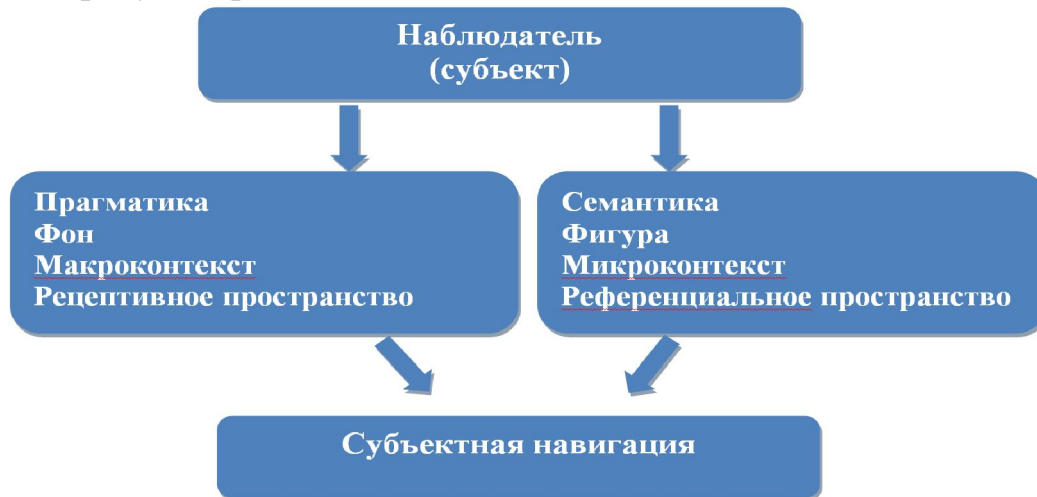 Наблюдатель
(субъект)
Прагматика
Фон
Макроконтекст
Рецептивное пространство
Семантика
Фигура
Микроконтекст
Референциальное пространство
Субъектная навигация